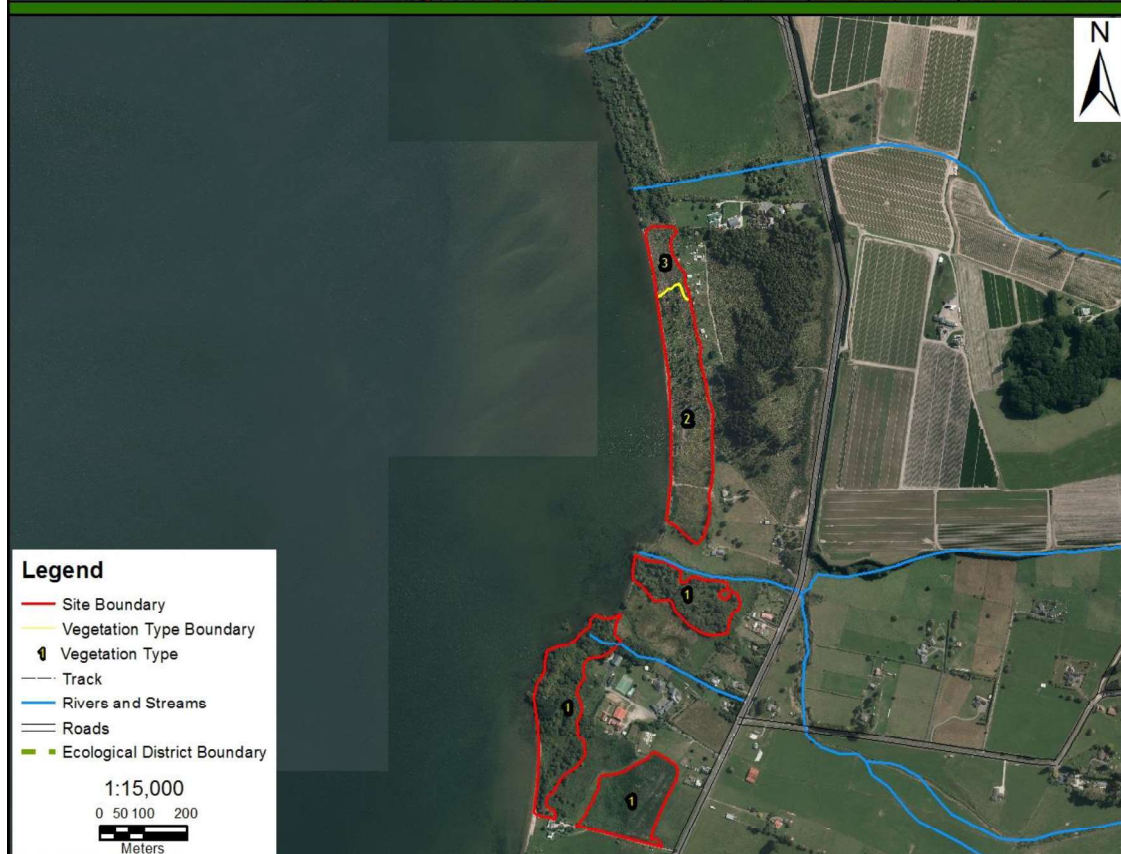 N
3
2
1
1
1
Legend
Site Boundary
Vegetation Type Boundary
1 Vegetation Type
Track
Rivers and Streams
Roads
Ecological District Boundary
1:15,000
0 50 100 200
Meters